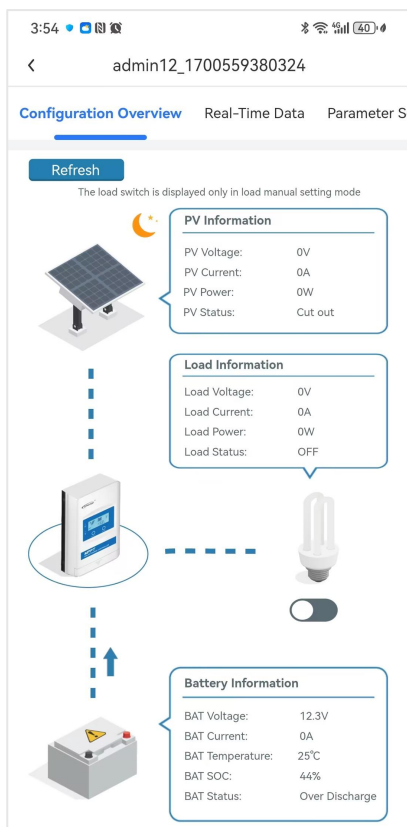 3:54
4G
40
admin12_1700559380324
Configuration Overview Real-Time Data Parameter S
Refresh
The load switch is displayed only in load manual setting mode
PV Information
PV Voltage: 0V
PV Current: 0A
PV Power: 0W
PV Status: Cut out
Load Information
Load Voltage: 0V
Load Current: 0A
Load Power: 0W
Load Status: OFF
Battery Information
BAT Voltage: 12.3V
BAT Current: 0A
BAT Temperature: 25℃
BAT SOC: 44%
BAT Status: Over Discharge